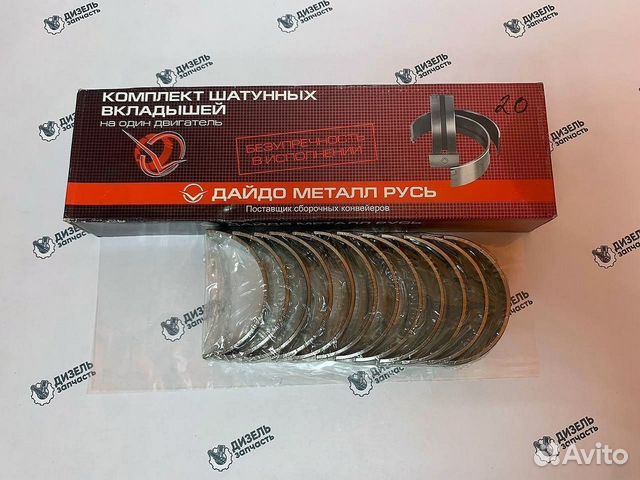 КОМПЛЕКТ ШАТУННЫХ
ВКЛАДЫШЕЙ
на один двигатель
БЕЗУПРЕЧНОСТЬ
В ИСПОЛНЕНИИ
20
ДАЙДО МЕТАЛЛ РУСЬ
Поставщик сборочных конвейеров
ДИЗЕЛЬ
запчасть
Avito